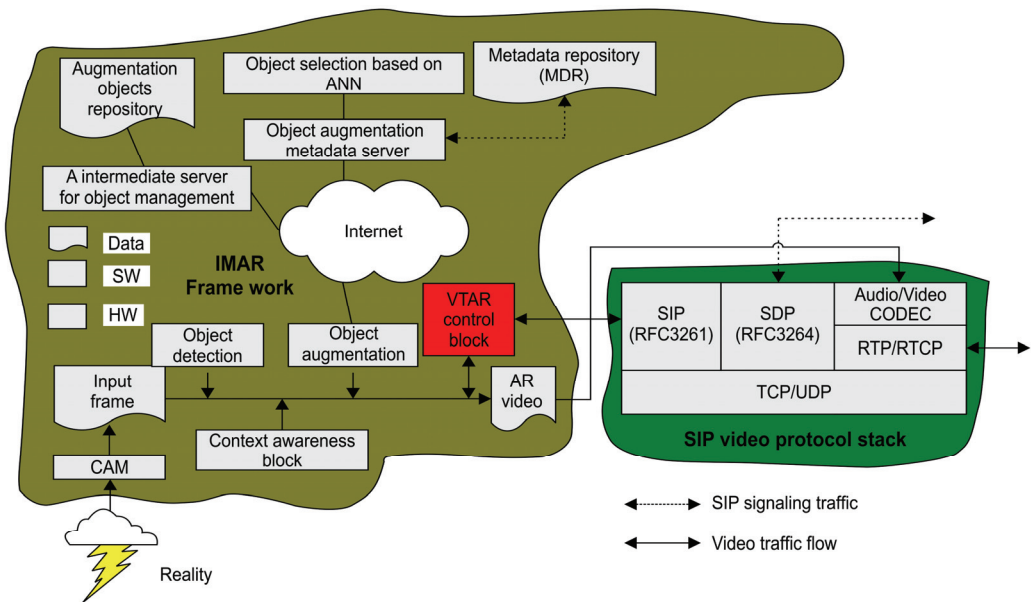 Augmentation
objects
repository
Object selection based on
ANN
Metadata repository
(MDR)
Object augmentation
metadata server
A intermediate server
for object management
Internet
Data
SW
HW
IMAR
Frame work
VTAR
control
block
Object
detection
Object
augmentation
Input
frame
AR
video
Context awareness
block
CAM
Reality
SIP
(RFC3261)
SDP
(RFC3264)
Audio/Video
CODEC
RTP/RTCP
TCP/UDP
SIP video protocol stack
SIP signaling traffic
Video traffic flow